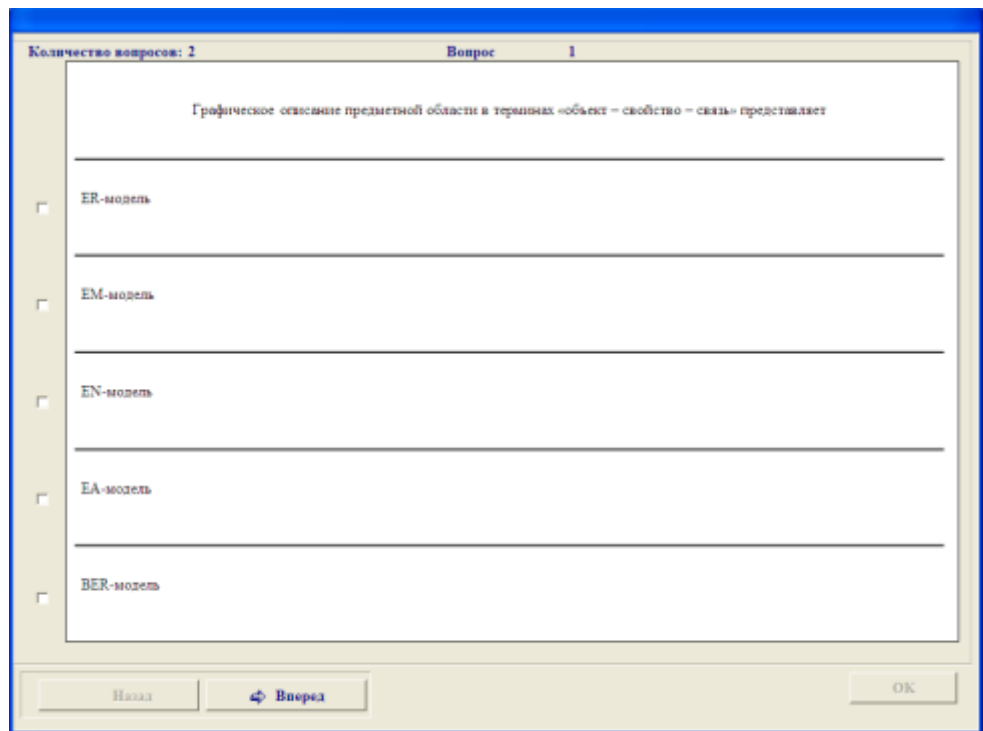 Количество вопросов: 2 Вопрос 1
Графическое описание предметной области в терминах «объект – свойство – связь» представляет
ER-модель
EM-модель
EN-модель
EA-модель
BER-модель
Назад Вперед OK